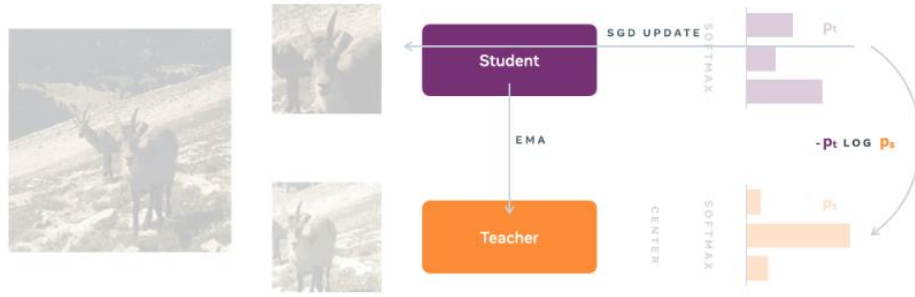 SGD UPDATE
SOFTMAX
pt
Student
EMA
-pt LOG ps
Teacher
CENTER
SOFTMAX
ps